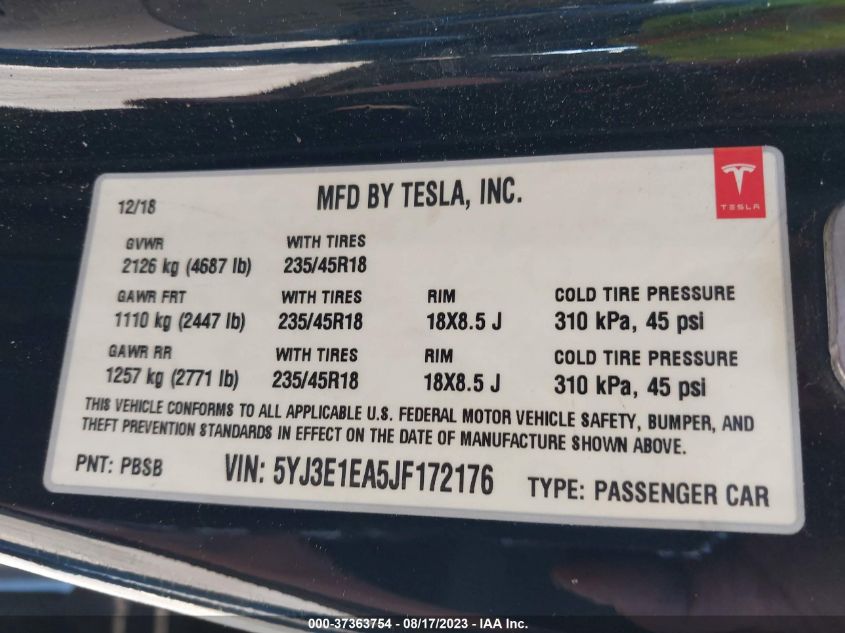 12/18
MFD BY TESLA, INC.
TESLA
GVWR WITH TIRES
2126 kg (4687 lb) 235/45R18
GAWR FRT WITH TIRES RIM COLD TIRE PRESSURE
1110 kg (2447 lb) 235/45R18 18X8.5 J 310 kPa, 45 psi
GAWR RR WITH TIRES RIM COLD TIRE PRESSURE
1257 kg (2771 lb) 235/45R18 18X8.5 J 310 kPa, 45 psi
THIS VEHICLE CONFORMS TO ALL APPLICABLE U.S. FEDERAL MOTOR VEHICLE SAFETY, BUMPER, AND
THEFT PREVENTION STANDARDS IN EFFECT ON THE DATE OF MANUFACTURE SHOWN ABOVE.
PNT: PBSB VIN: 5YJ3E1EA5JF172176 TYPE: PASSENGER CAR
000-37363754 - 08/17/2023 - IAA Inc.